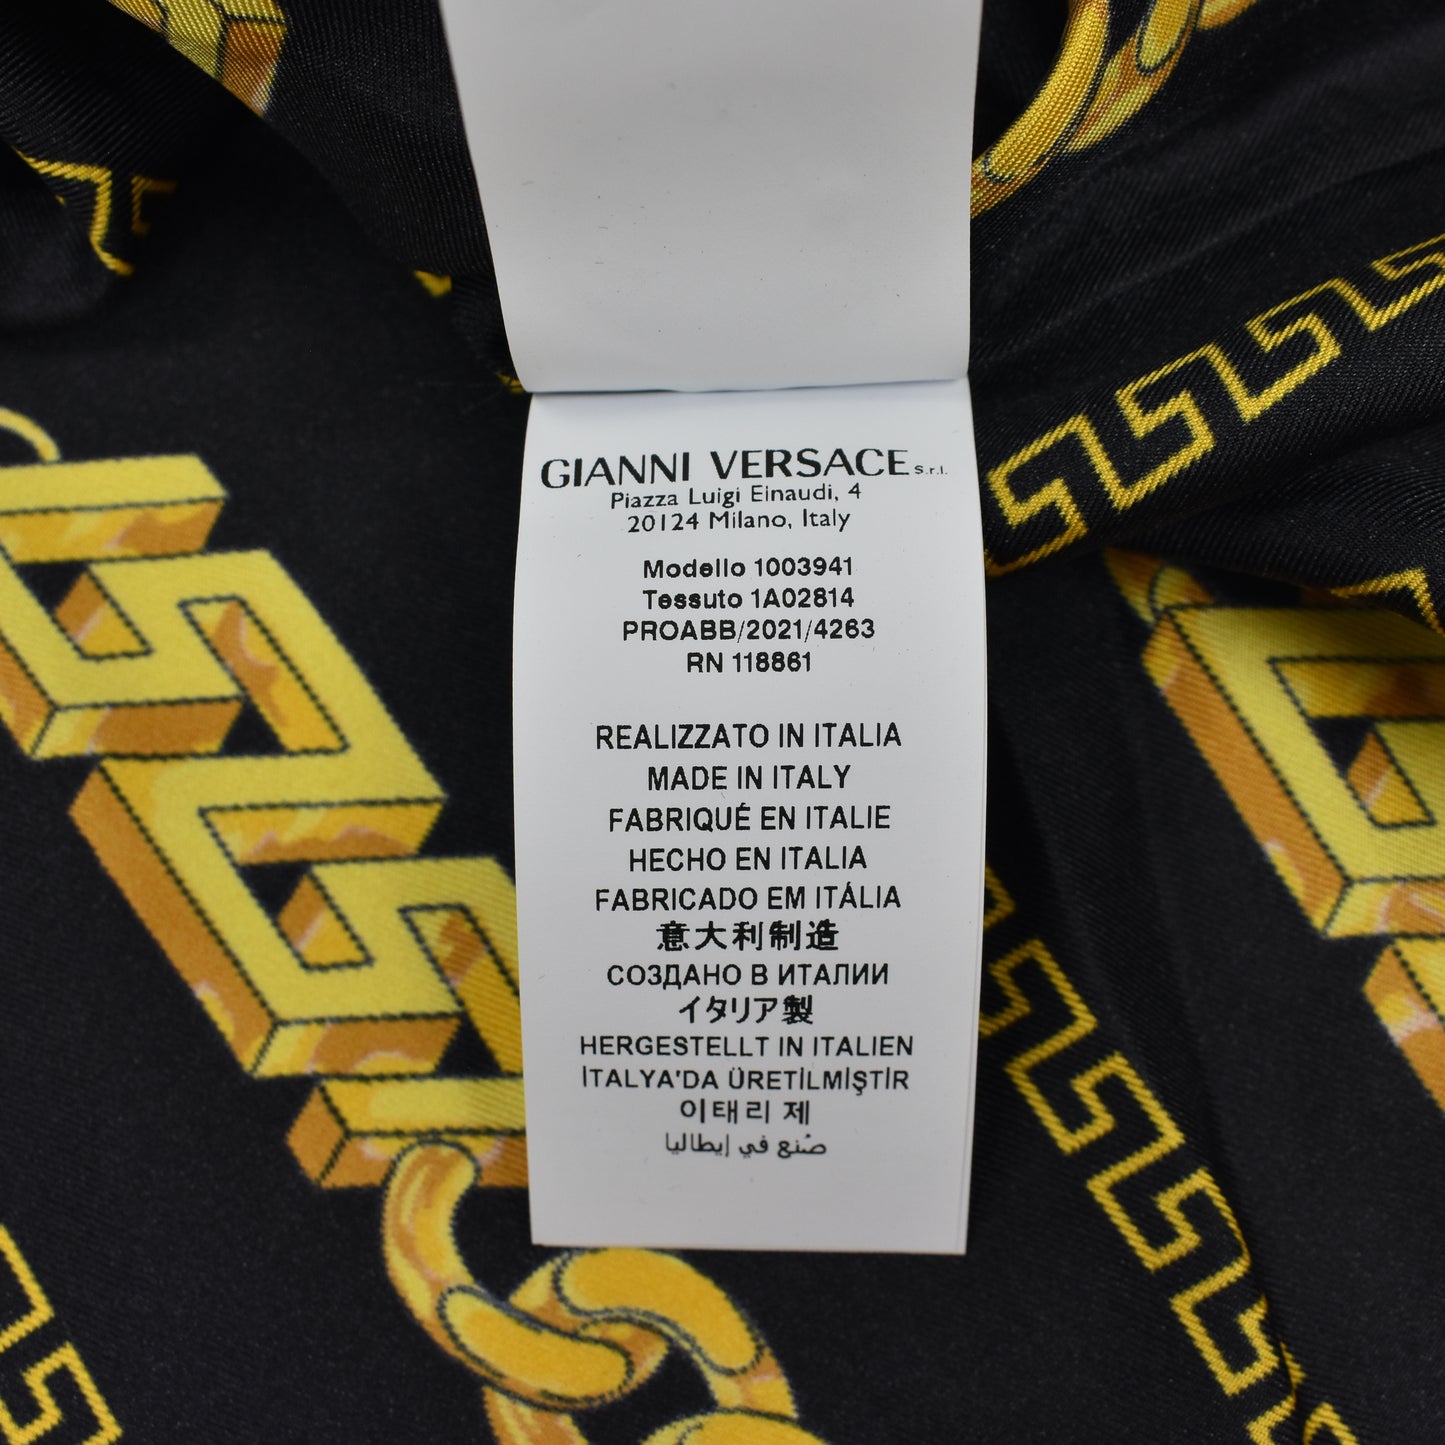 GIANNI VERSACE s.r.l.
Piazza Luigi Einaudi, 4
20124 Milano, Italy
Modello 1003941
Tessuto 1A02814
PROABB/2021/4263
RN 118861
REALIZZATO IN ITALIA
MADE IN ITALY
FABRIQUÉ EN ITALIE
HECHO EN ITALIA
FABRICADO EM ITÁLIA
意大利制造
СОЗДАНО В ИТАЛИИ
イタリア製
HERGESTELLT IN ITALIEN
İTALYA'DA ÜRETİLMİŞTİR
이태리 제
صُنع في إيطاليا